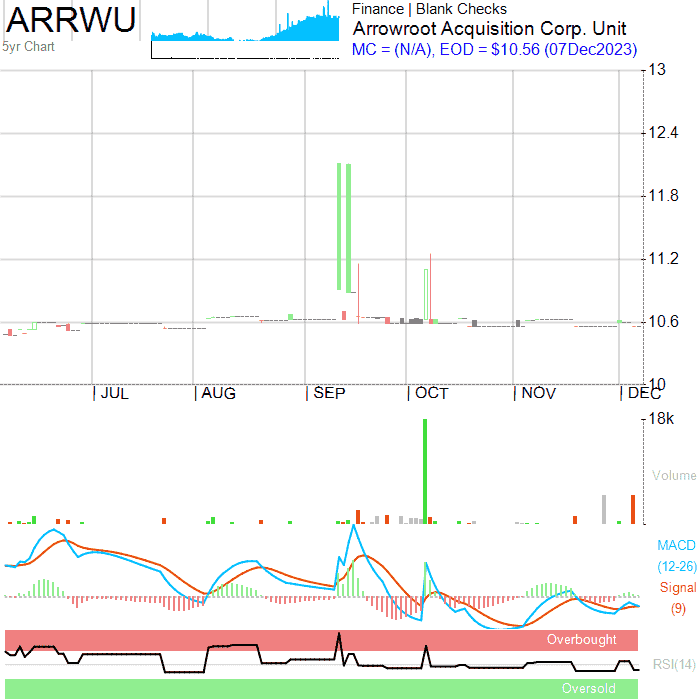 ARRWU
5yr Chart
Finance | Blank Checks
Arrowroot Acquisition Corp. Unit
MC = (N/A), EOD = $10.56 (07Dec2023)
13
12.4
11.8
11.2
10.6
10
JUL AUG SEP OCT NOV DEC
18k
Volume
MACD
(12-26)
Signal
(9)
Overbought
RSI(14)
Oversold